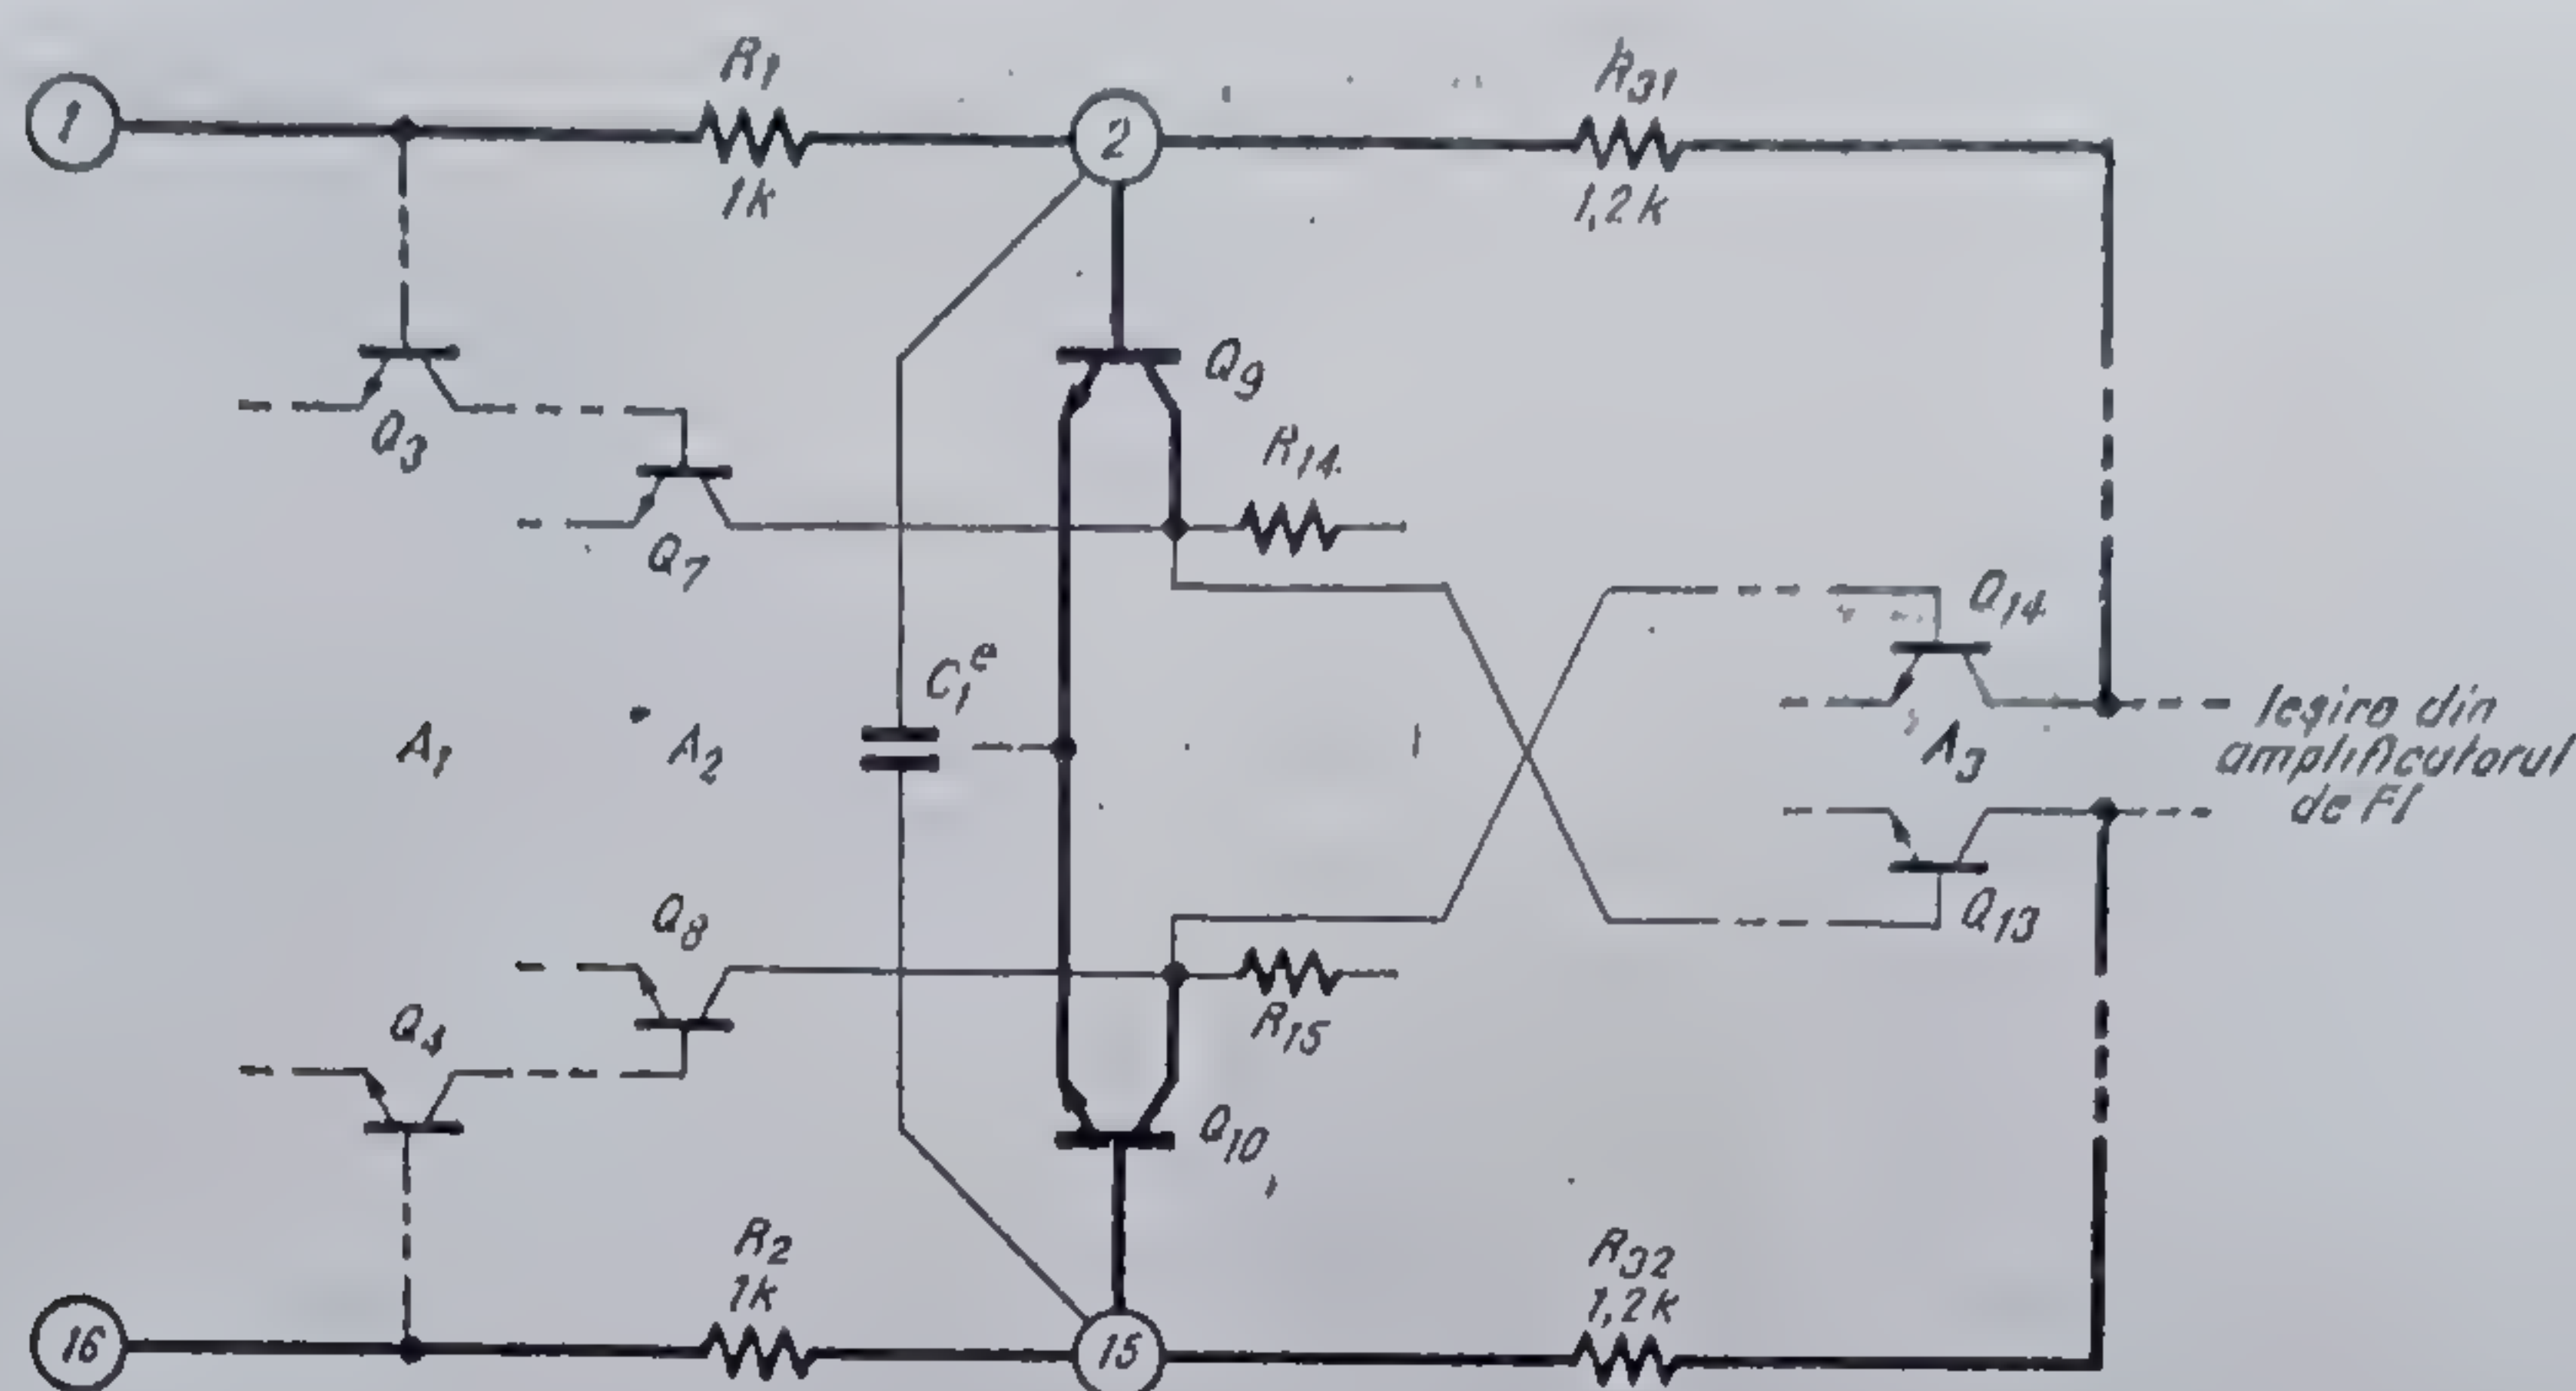 R1
R31
1
2
1k
1,2k
Q9
R14
Q3
Q7
Q14
C1e
A1
A2
A3
Ieșire din
amplificatorul
de FI
Q8
Q13
Q4
R15
Q10
R2
R32
1k
1,2k
16
15